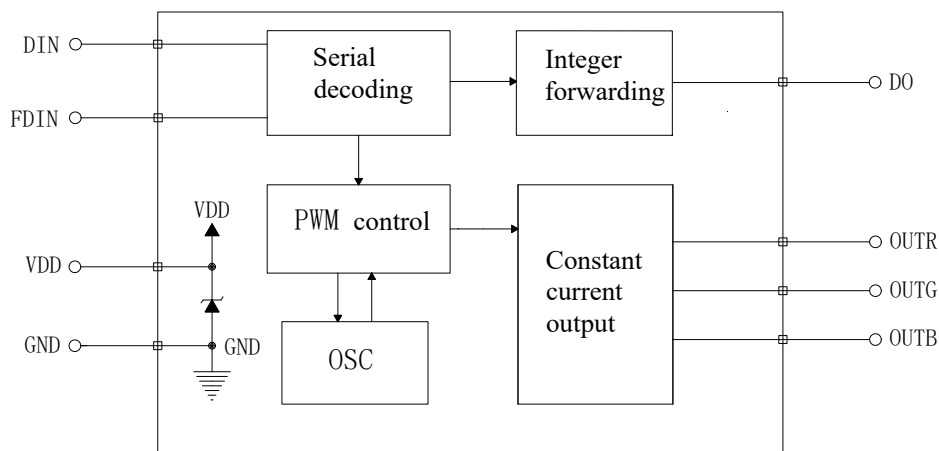 DIN
Serial
decoding
Integer
forwarding
DO
FDIN
VDD
PWM control
VDD
OUTR
Constant
current
output
OUTG
GND
GND
OSC
OUTB